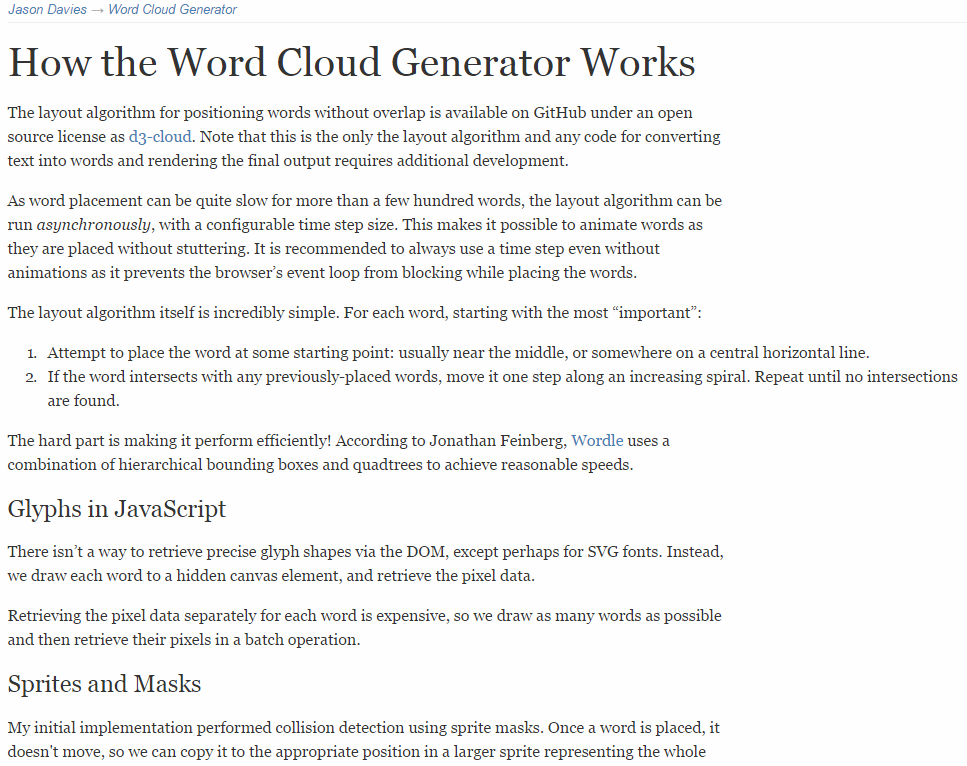 Jason Davies → Word Cloud Generator
How the Word Cloud Generator Works
The layout algorithm for positioning words without overlap is available on GitHub under an open
source license as d3-cloud. Note that this is the only the layout algorithm and any code for converting
text into words and rendering the final output requires additional development.
As word placement can be quite slow for more than a few hundred words, the layout algorithm can be
run asynchronously, with a configurable time step size. This makes it possible to animate words as
they are placed without stuttering. It is recommended to always use a time step even without
animations as it prevents the browser’s event loop from blocking while placing the words.
The layout algorithm itself is incredibly simple. For each word, starting with the most “important”:
1. Attempt to place the word at some starting point: usually near the middle, or somewhere on a central horizontal line.
2. If the word intersects with any previously-placed words, move it one step along an increasing spiral. Repeat until no intersections
are found.
The hard part is making it perform efficiently! According to Jonathan Feinberg, Wordle uses a
combination of hierarchical bounding boxes and quadtrees to achieve reasonable speeds.
Glyphs in JavaScript
There isn’t a way to retrieve precise glyph shapes via the DOM, except perhaps for SVG fonts. Instead,
we draw each word to a hidden canvas element, and retrieve the pixel data.
Retrieving the pixel data separately for each word is expensive, so we draw as many words as possible
and then retrieve their pixels in a batch operation.
Sprites and Masks
My initial implementation performed collision detection using sprite masks. Once a word is placed, it
doesn't move, so we can copy it to the appropriate position in a larger sprite representing the whole